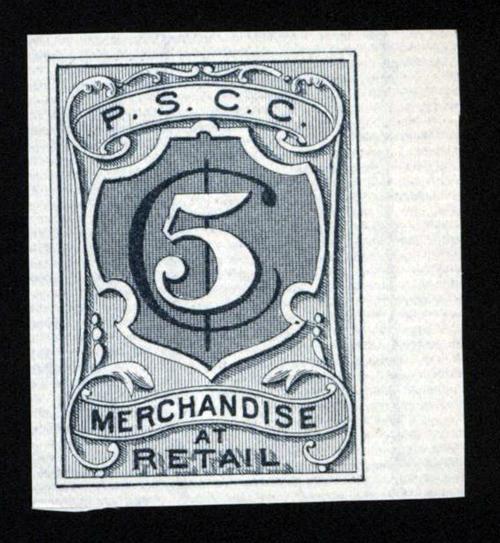 P. S. C. C.
5¢
MERCHANDISE
AT
RETAIL